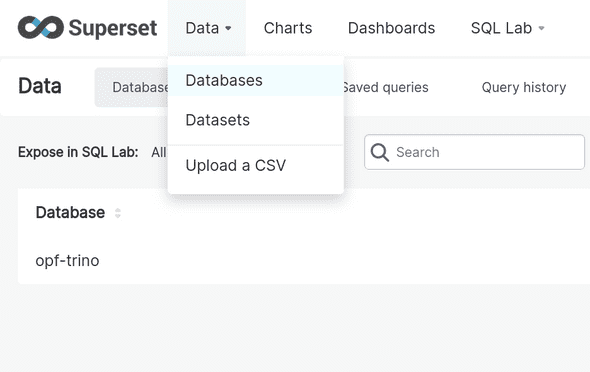 Superset Data Charts Dashboards SQL Lab
Data Database Saved queries Query history
Databases
Datasets
Expose in SQL Lab: All Search
Upload a CSV
Database
opf-trino